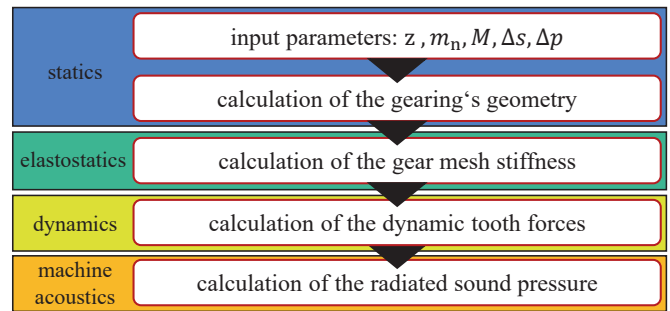 statics
input parameters: z , mₙ, M, Δs, Δp
calculation of the gearing‘s geometry
elastostatics
calculation of the gear mesh stiffness
dynamics
calculation of the dynamic tooth forces
machine
acoustics
calculation of the radiated sound pressure